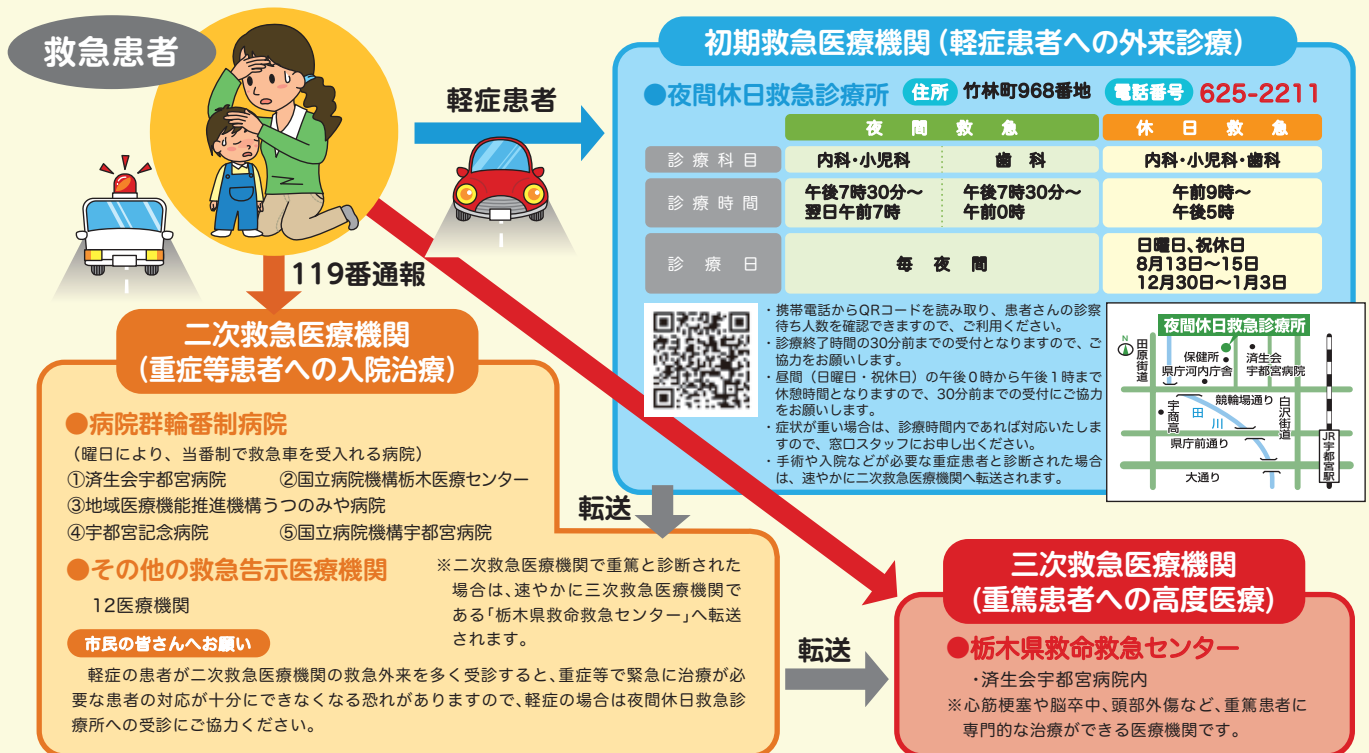 救急患者
軽症患者
119番通報
初期救急医療機関(軽症患者への外来診療)
●夜間休日救急診療所 住所 竹林町968番地 電話番号 625-2211
夜間救急 休日救急
診療科目 内科・小児科 歯科 内科・小児科・歯科
診療時間 午後7時30分～ 午後7時30分～ 午前9時～
翌日午前7時 午前0時 午後5時
診療日 毎夜間 日曜日、祝休日
8月13日～15日
12月30日～1月3日
・携帯電話からQRコードを読み取り、患者さんの診察
待ち人数を確認できますので、ご利用ください。
・診療終了時間の30分前までの受付となりますので、ご
協力をお願いします。
・昼間（日曜日・祝休日）の午後０時から午後１時まで
休憩時間となりますので、30分前までの受付にご協力
をお願いします。
・症状が重い場合は、診療時間内であれば対応いたしま
すので、窓口スタッフにお申し出ください。
・手術や入院などが必要な重症患者と診断された場合
は、速やかに二次救急医療機関へ転送されます。
夜間休日救急診療所
N
田原街道
保健所
県庁河内庁舎
済生会
宇都宮病院
競輪場通り
宇商高
田川
白沢街道
県庁前通り
大通り
JR宇都宮駅
二次救急医療機関
(重症等患者への入院治療)
●病院群輪番制病院
（曜日により、当番制で救急車を受入れる病院）
①済生会宇都宮病院 ②国立病院機構栃木医療センター
③地域医療機能推進機構うつのみや病院
④宇都宮記念病院 ⑤国立病院機構宇都宮病院
●その他の救急告示医療機関
12医療機関
※二次救急医療機関で重篤と診断された
場合は、速やかに三次救急医療機関で
ある「栃木県救命救急センター」へ転送
されます。
市民の皆さんへお願い
軽症の患者が二次救急医療機関の救急外来を多く受診すると、重症等で緊急に治療が必
要な患者の対応が十分にできなくなる恐れがありますので、軽症の場合は夜間休日救急診
療所への受診にご協力ください。
転送
転送
三次救急医療機関
(重篤患者への高度医療)
●栃木県救命救急センター
・済生会宇都宮病院内
※心筋梗塞や脳卒中、頭部外傷など、重篤患者に
専門的な治療ができる医療機関です。